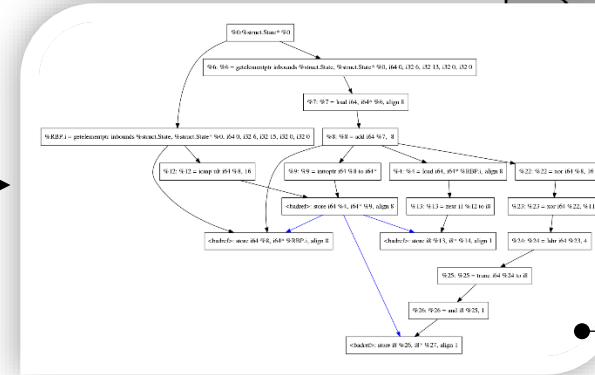 %0:%struct.State* %0
%6: %6 = getelementptr inbounds %struct.State, %struct.State* %0, i64 0, i32 6, i32 13, i32 0, i32 0
%7: %7 = load i64, i64* %6, align 8
%RBP.i = getelementptr inbounds %struct.State, %struct.State* %0, i64 0, i32 6, i32 15, i32 0, i32 0
%8: %8 = add i64 %7, -8
%12: %12 = icmp ult i64 %8, 16
%9: %9 = inttoptr i64 %8 to i64*
%4: %4 = load i64, i64* %RBP.i, align 8
%22: %22 = xor i64 %8, 16
<badref>: store i64 %4, i64* %9, align 8
%13: %13 = zext i1 %12 to i8
%23: %23 = xor i64 %22, %11
<badref>: store i64 %8, i64* %RBP.i, align 8
<badref>: store i8 %13, i8* %14, align 1
%24: %24 = lshr i64 %23, 4
%25: %25 = trunc i64 %24 to i8
%26: %26 = and i8 %25, 1
<badref>: store i8 %26, i8* %27, align 1